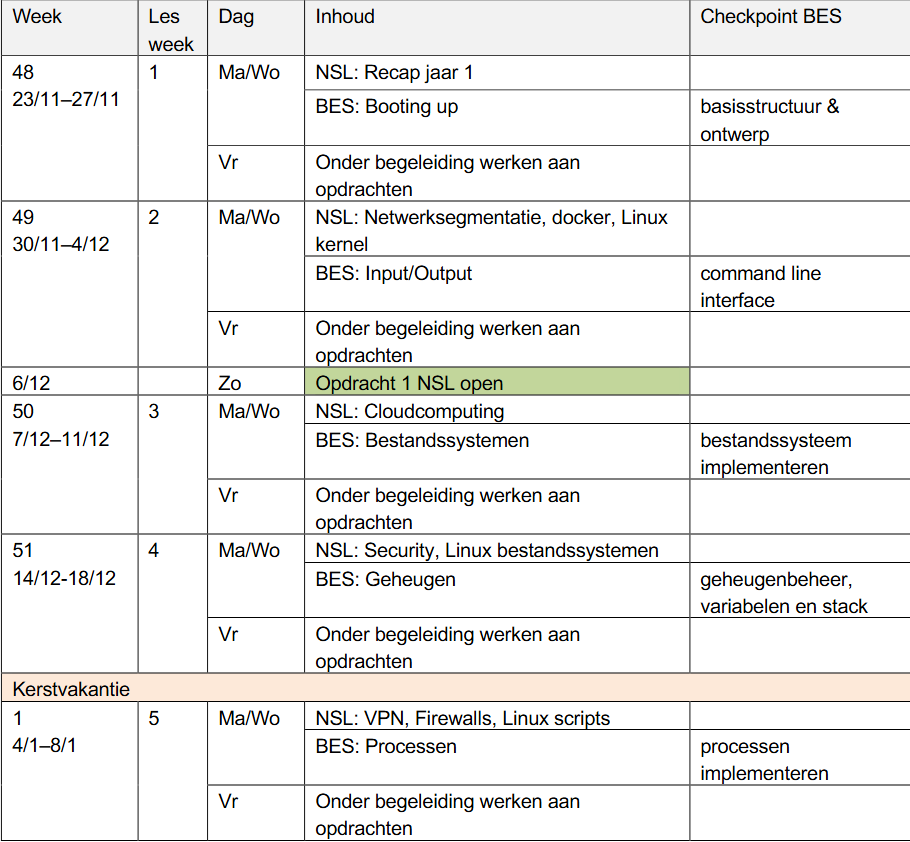 Week Les week Dag Inhoud Checkpoint BES
48 1 Ma/Wo NSL: Recap jaar 1
23/11–27/11
BES: Booting up basisstructuur &
ontwerp
Vr Onder begeleiding werken aan
opdrachten
49 2 Ma/Wo NSL: Netwerksegmentatie, docker, Linux
30/11–4/12 kernel
BES: Input/Output command line
interface
Vr Onder begeleiding werken aan
opdrachten
6/12 Zo Opdracht 1 NSL open
50 3 Ma/Wo NSL: Cloudcomputing
7/12–11/12 BES: Bestandssystemen bestandssysteem
implementeren
Vr Onder begeleiding werken aan
opdrachten
51 4 Ma/Wo NSL: Security, Linux bestandssystemen
14/12-18/12 BES: Geheugen geheugenbeheer,
variabelen en stack
Vr Onder begeleiding werken aan
opdrachten
Kerstvakantie
1 5 Ma/Wo NSL: VPN, Firewalls, Linux scripts
4/1–8/1 BES: Processen processen
implementeren
Vr Onder begeleiding werken aan
opdrachten